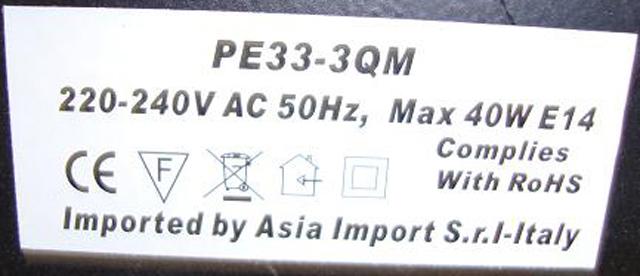 PE33-3QM
220-240V AC 50Hz, Max 40W E14
Complies
CE F With RoHS
Imported by Asia Import S.r.l-Italy